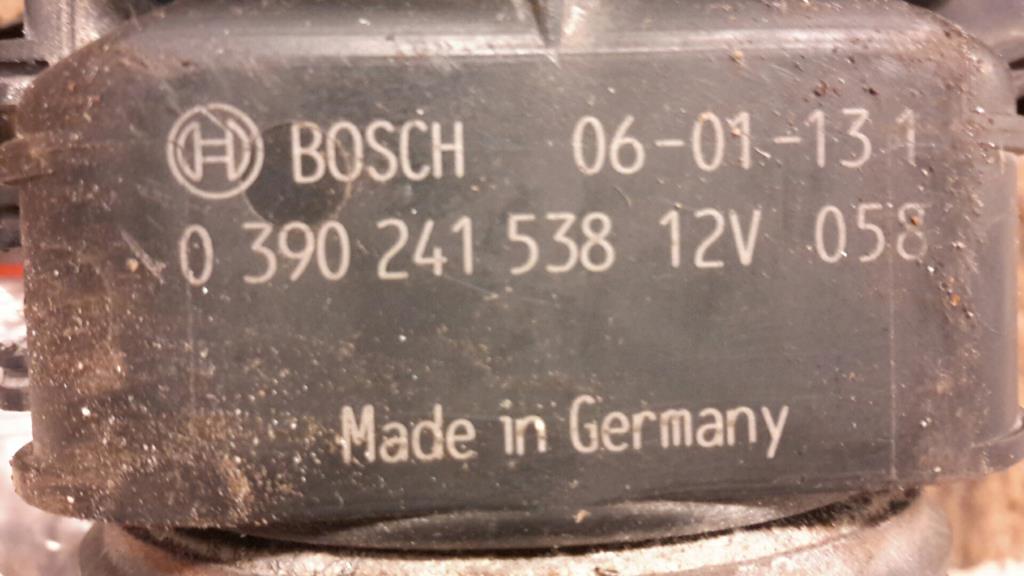 BOSCH 06-01-13 1
0 390 241 538 12V 058
Made in Germany